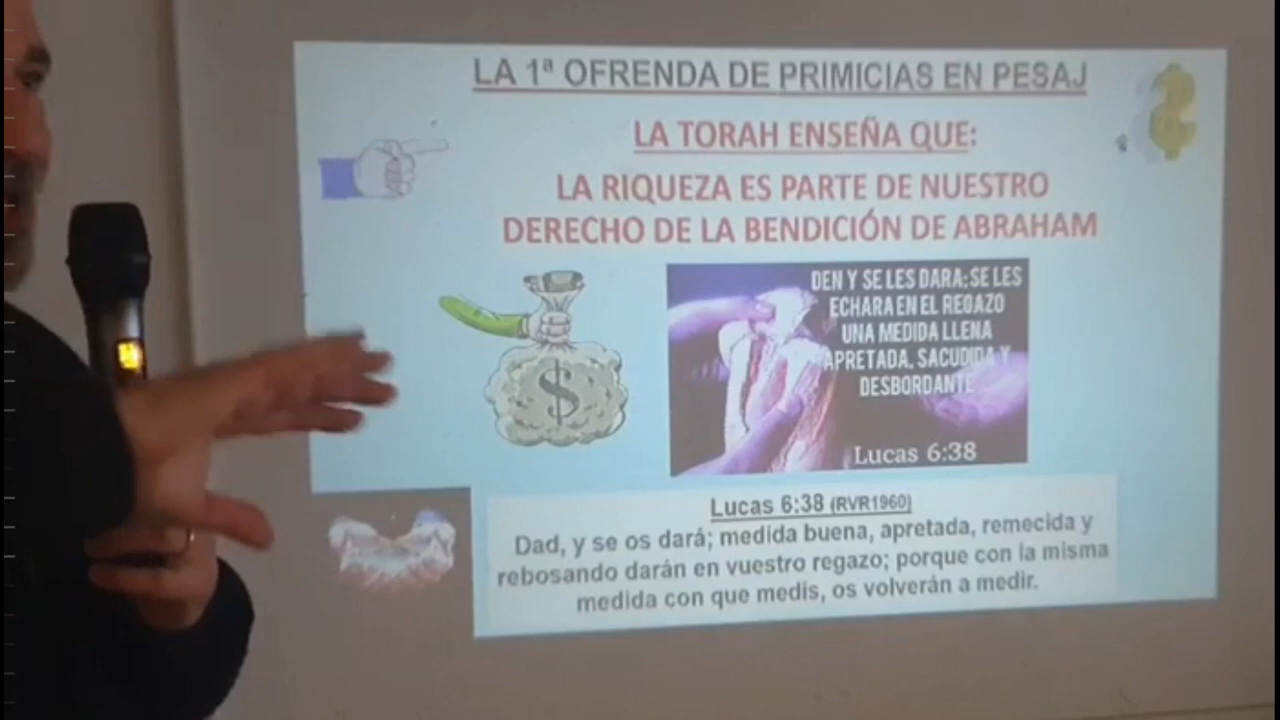 LA 1ª OFRENDA DE PRIMICIAS EN PESAJ
LA TORAH ENSEÑA QUE:
LA RIQUEZA ES PARTE DE NUESTRO
DERECHO DE LA BENDICIÓN DE ABRAHAM
$
DEN Y SE LES DARA: SE LES
ECHARA EN EL REGAZO
UNA MEDIDA LLENA
APRETADA, SACUDIDA Y
DESBORDANTE
Lucas 6:38
Lucas 6:38 (RVR1960)
Dad, y se os dará; medida buena, apretada, remecida y
rebosando darán en vuestro regazo; porque con la misma
medida con que medís, os volverán a medir.